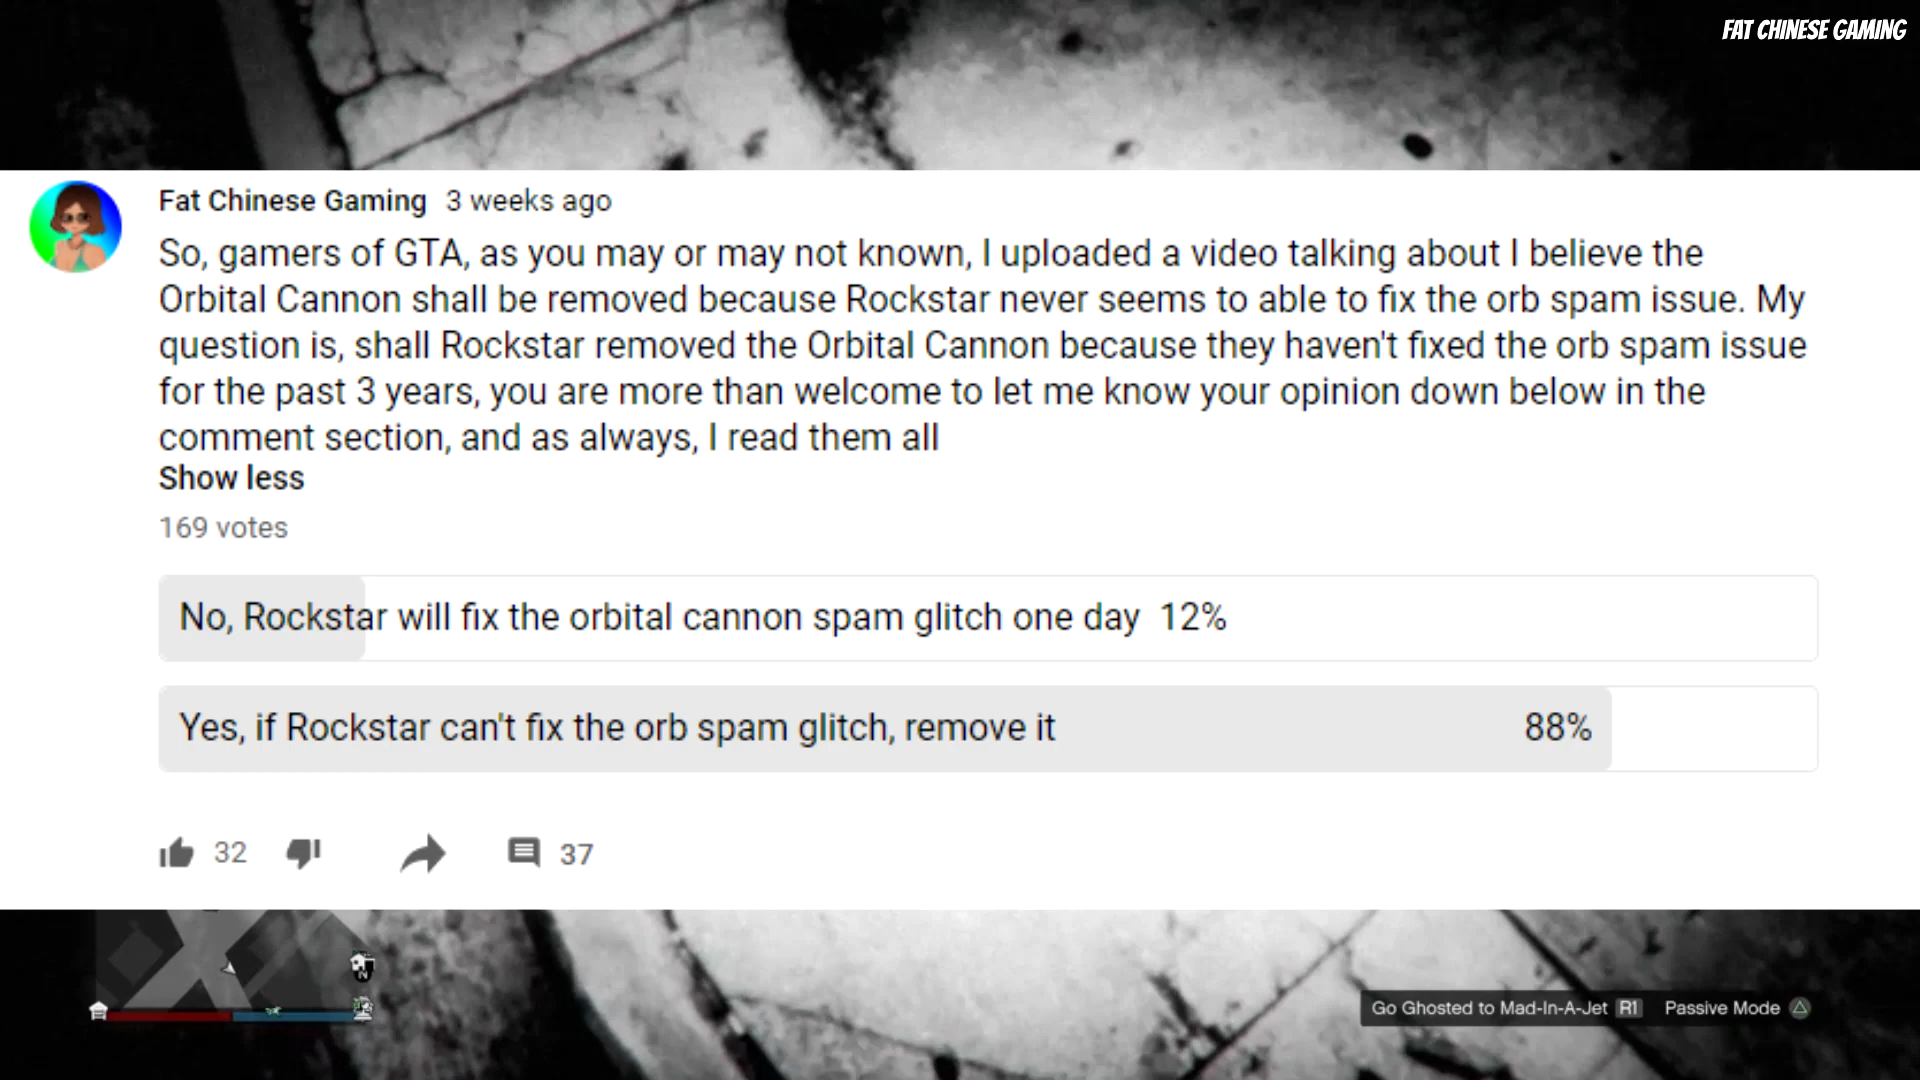 FAT CHINESE GAMING
Fat Chinese Gaming 3 weeks ago
So, gamers of GTA, as you may or may not known, I uploaded a video talking about I believe the
Orbital Cannon shall be removed because Rockstar never seems to able to fix the orb spam issue. My
question is, shall Rockstar removed the Orbital Cannon because they haven't fixed the orb spam issue
for the past 3 years, you are more than welcome to let me know your opinion down below in the
comment section, and as always, I read them all
Show less
169 votes
No, Rockstar will fix the orbital cannon spam glitch one day 12%
Yes, if Rockstar can't fix the orb spam glitch, remove it 88%
32 37
N
Go Ghosted to Mad-In-A-Jet R1 Passive Mode